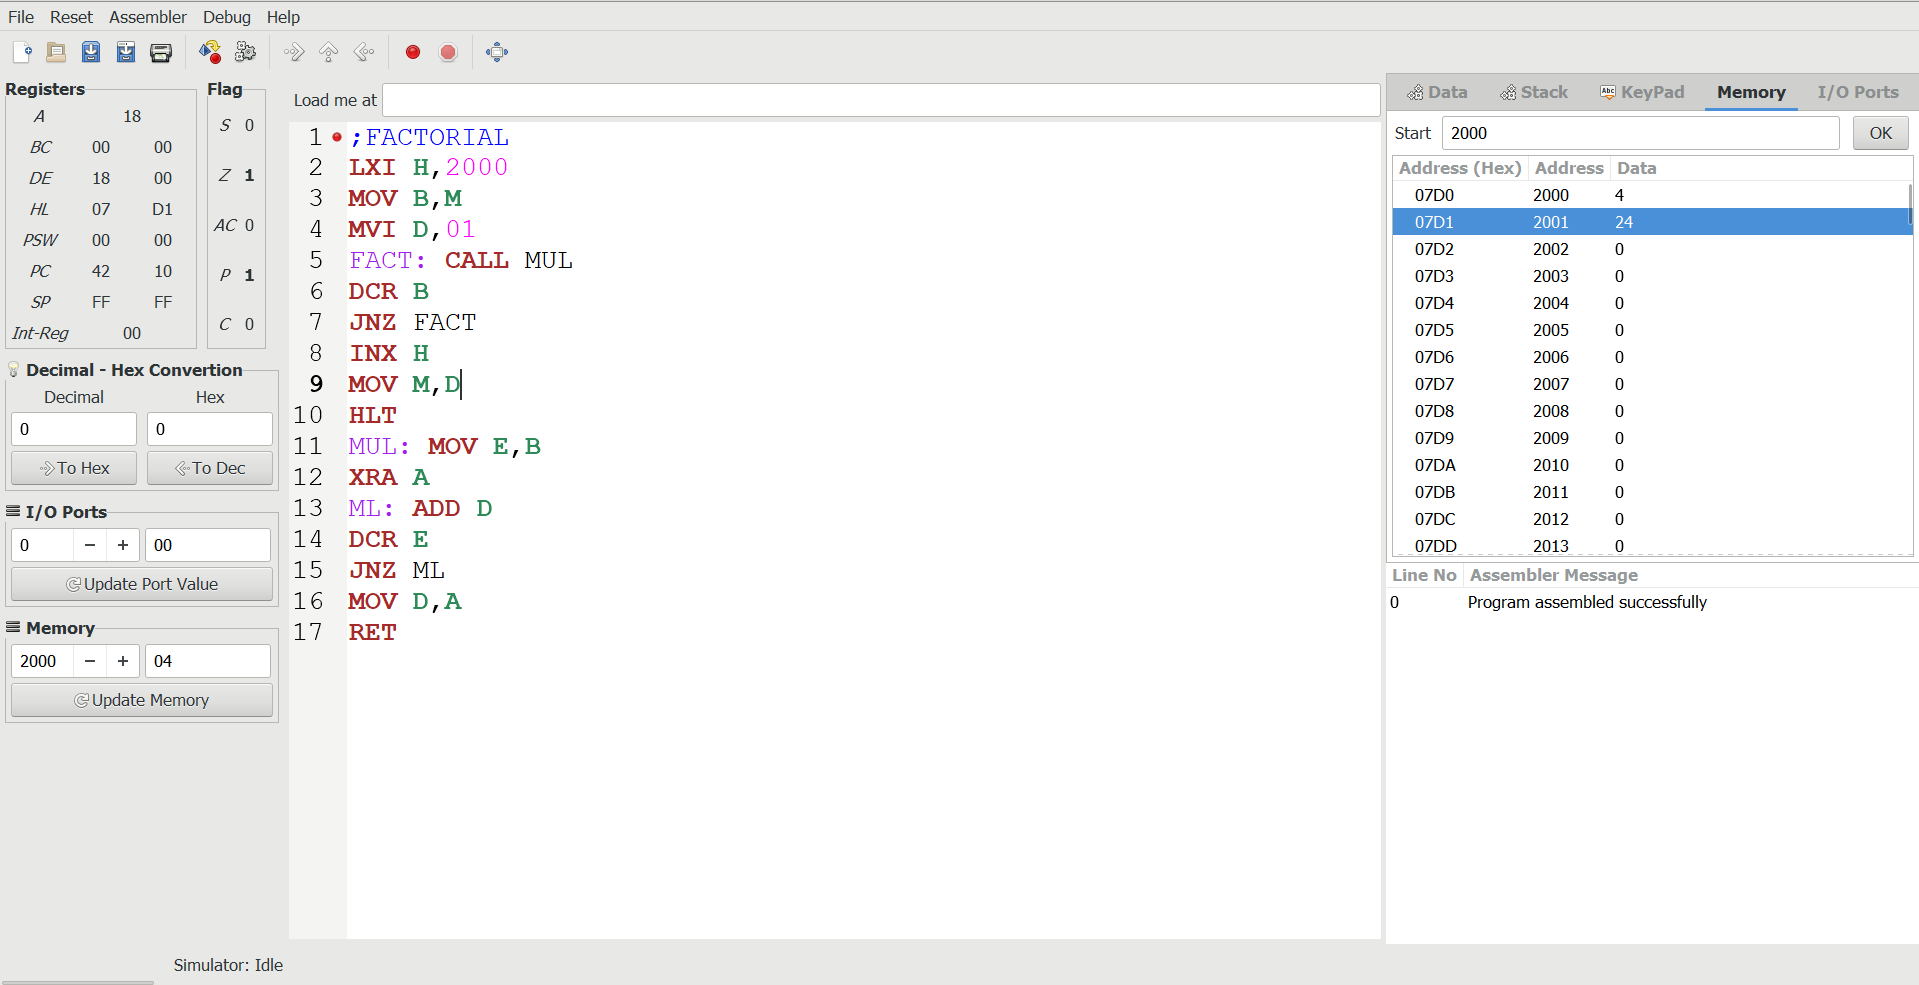 File Reset Assembler Debug Help
Registers
A 18
BC 00 00
DE 18 00
HL 07 D1
PSW 00 00
PC 42 10
SP FF FF
Int-Reg 00
Flag
S 0
Z 1
AC 0
P 1
C 0
Decimal - Hex Convertion
Decimal Hex
0 0
To Hex To Dec
I/O Ports
0 − + 00
Update Port Value
Memory
2000 − + 04
Update Memory
Load me at
1 ;FACTORIAL
2 LXI H,2000
3 MOV B,M
4 MVI D,01
5 FACT: CALL MUL
6 DCR B
7 JNZ FACT
8 INX H
9 MOV M,D
10 HLT
11 MUL: MOV E,B
12 XRA A
13 ML: ADD D
14 DCR E
15 JNZ ML
16 MOV D,A
17 RET
Data Stack Abc KeyPad Memory I/O Ports
Start 2000 OK
Address (Hex) Address Data
07D0 2000 4
07D1 2001 24
07D2 2002 0
07D3 2003 0
07D4 2004 0
07D5 2005 0
07D6 2006 0
07D7 2007 0
07D8 2008 0
07D9 2009 0
07DA 2010 0
07DB 2011 0
07DC 2012 0
07DD 2013 0
Line No Assembler Message
0 Program assembled successfully
Simulator: Idle